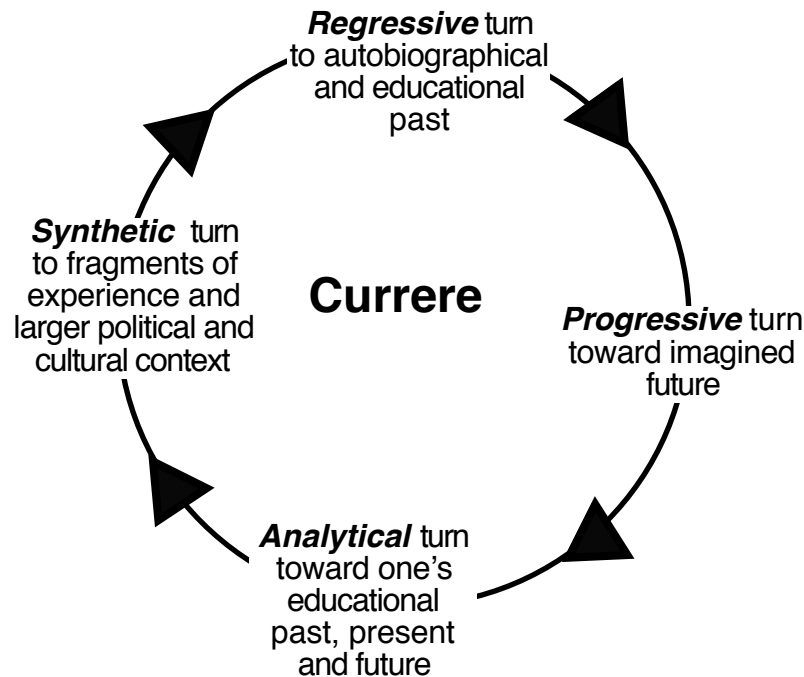 Regressive turn
to autobiographical
and educational
past
Synthetic turn
to fragments of
experience and
larger political and
cultural context
Currere
Progressive turn
toward imagined
future
Analytical turn
toward one's
educational
past, present
and future